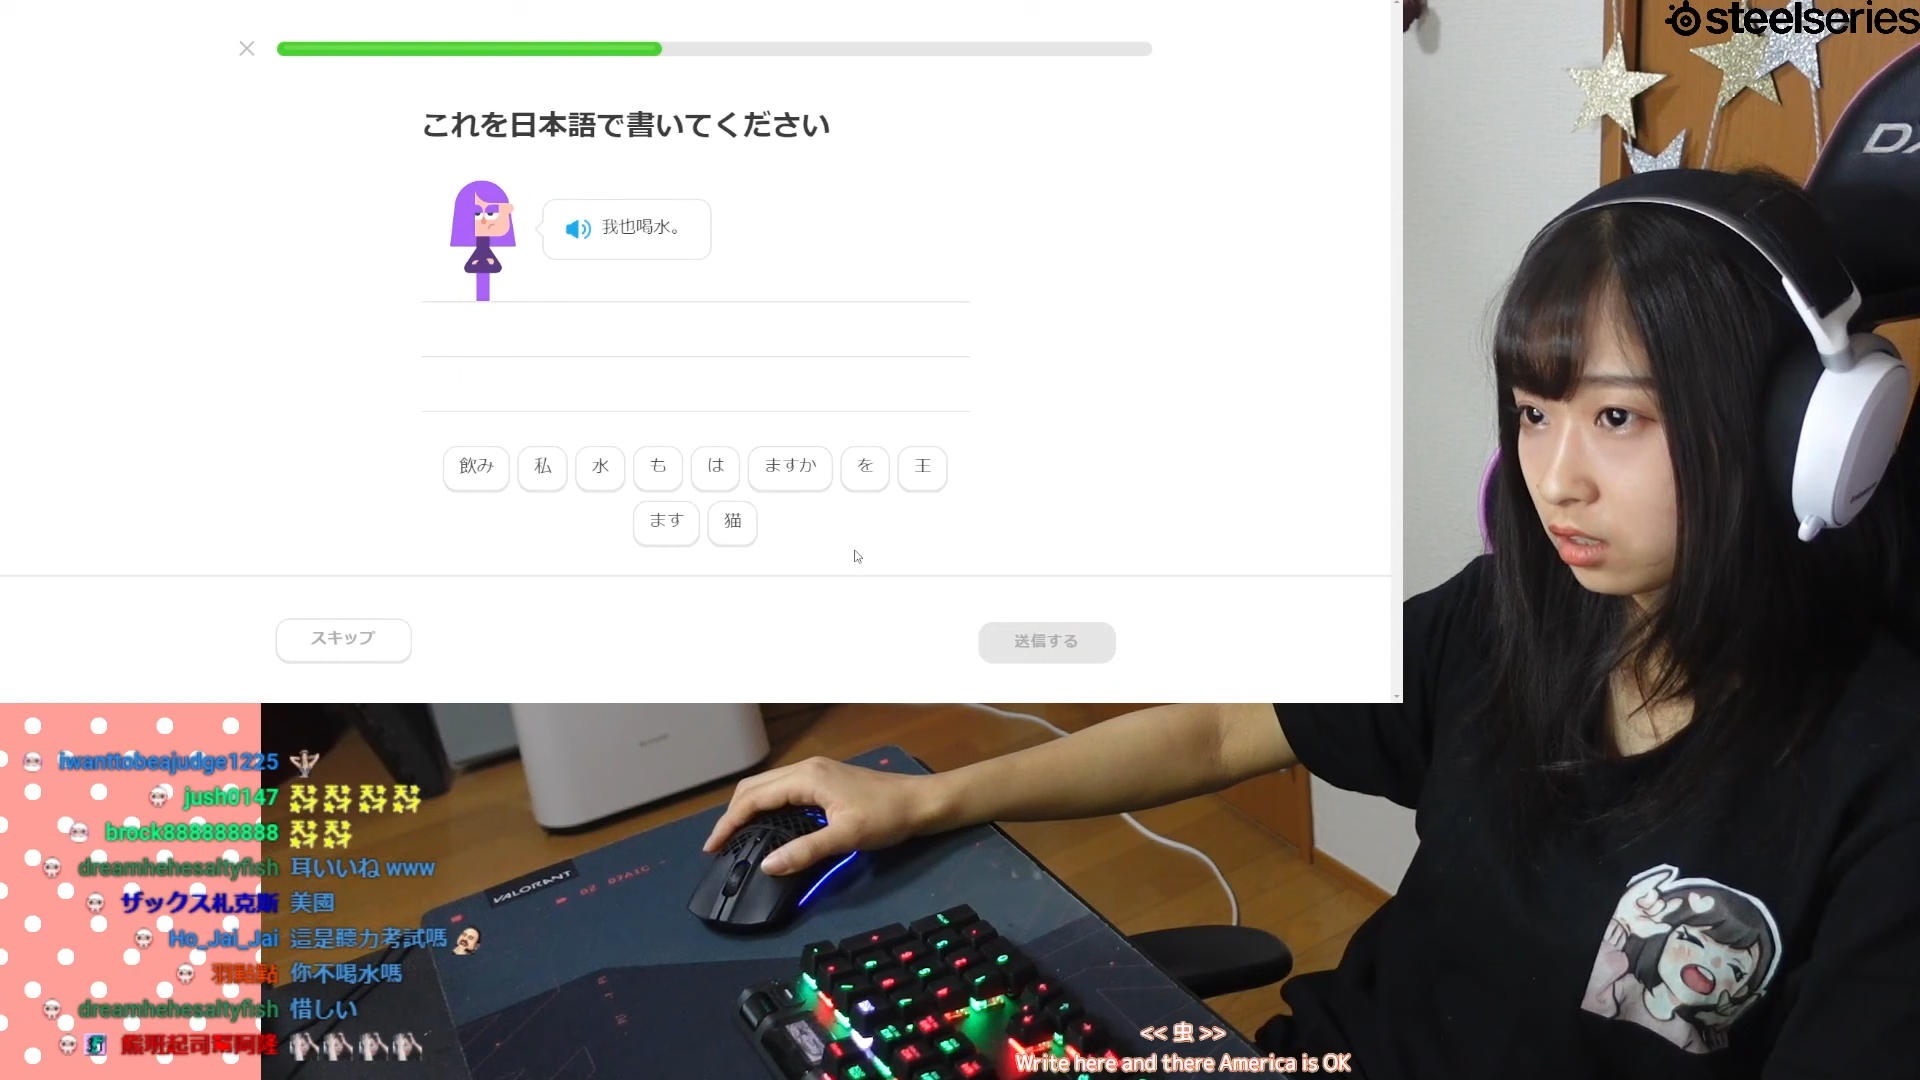 steelseries
これを日本語で書いてください
我也喝水。
飲み 私 水 も は ますか を 王
ます 猫
スキップ
送信する
DX
VALORANT
iwanttobeajudge1225
jush0147
brock888888888
dreamhehesaltyfish 耳いいね www
ザックス札克斯 美國
Ho_Jai_Jai 這是聽力考試嗎
你不喝水嗎
dreamhehesaltyfish 惜しい
<< 虫 >>
Write here and there America is OK